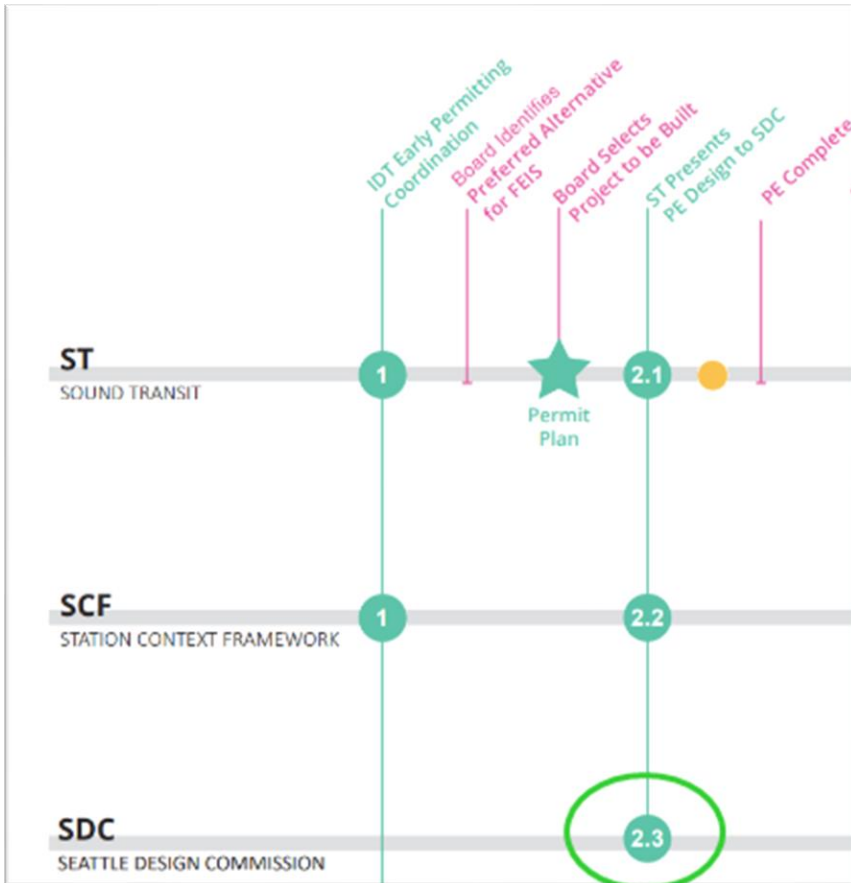 IDT Early Permitting
Coordination
Board Identifies
Preferred Alternative
for FEIS
Board Selects
Project to be Built
ST Presents
PE Design to SDC
PE Complete
ST
SOUND TRANSIT
1
2.1
Permit
Plan
SCF
STATION CONTEXT FRAMEWORK
1
2.2
SDC
SEATTLE DESIGN COMMISSION
2.3